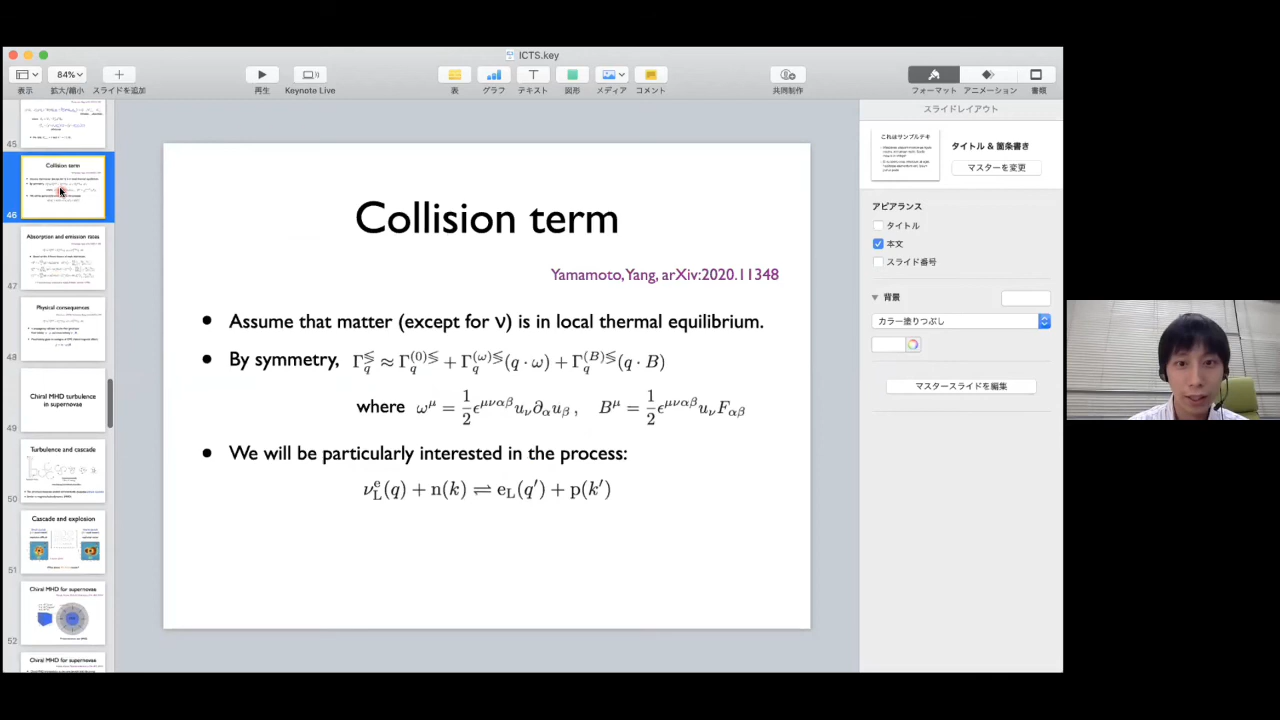 ICTS.key
84%
表示
拡大/縮小
スライドを追加
再生
Keynote Live
表
グラフ
テキスト
図形
メディア
コメント
共同制作
フォーマット
アニメーション
書類
スライドレイアウト
これはサンプルテキ
タイトル & 箇条書き
マスターを変更
アピアランス
タイトル
本文
スライド番号
背景
カラー塗りつぶし
マスタースライドを編集
45
Collision term
46
Absorption and emission rates
47
Physical consequences
48
Chiral MHD turbulence
in supernovae
49
Turbulence and cascade
50
Cascade and explosion
51
Chiral MHD for supernovae
52
Chiral MHD for supernovae
Collision term
Yamamoto, Yang, arXiv:2020.11348
• Assume that matter (except for ν) is in local thermal equilibrium.
• By symmetry, Γ_q^≶ ≈ Γ_q^{(0)≶} + Γ_q^{(ω)≶}(q · ω) + Γ_q^{(B)≶}(q · B)
where ω^μ = 1/2 ϵ^{μναβ} u_ν ∂_α u_β , B^μ = 1/2 ϵ^{μναβ} u_ν F_{αβ}
• We will be particularly interested in the process:
ν_L^e(q) + n(k) ⇌ e_L(q′) + p(k′)